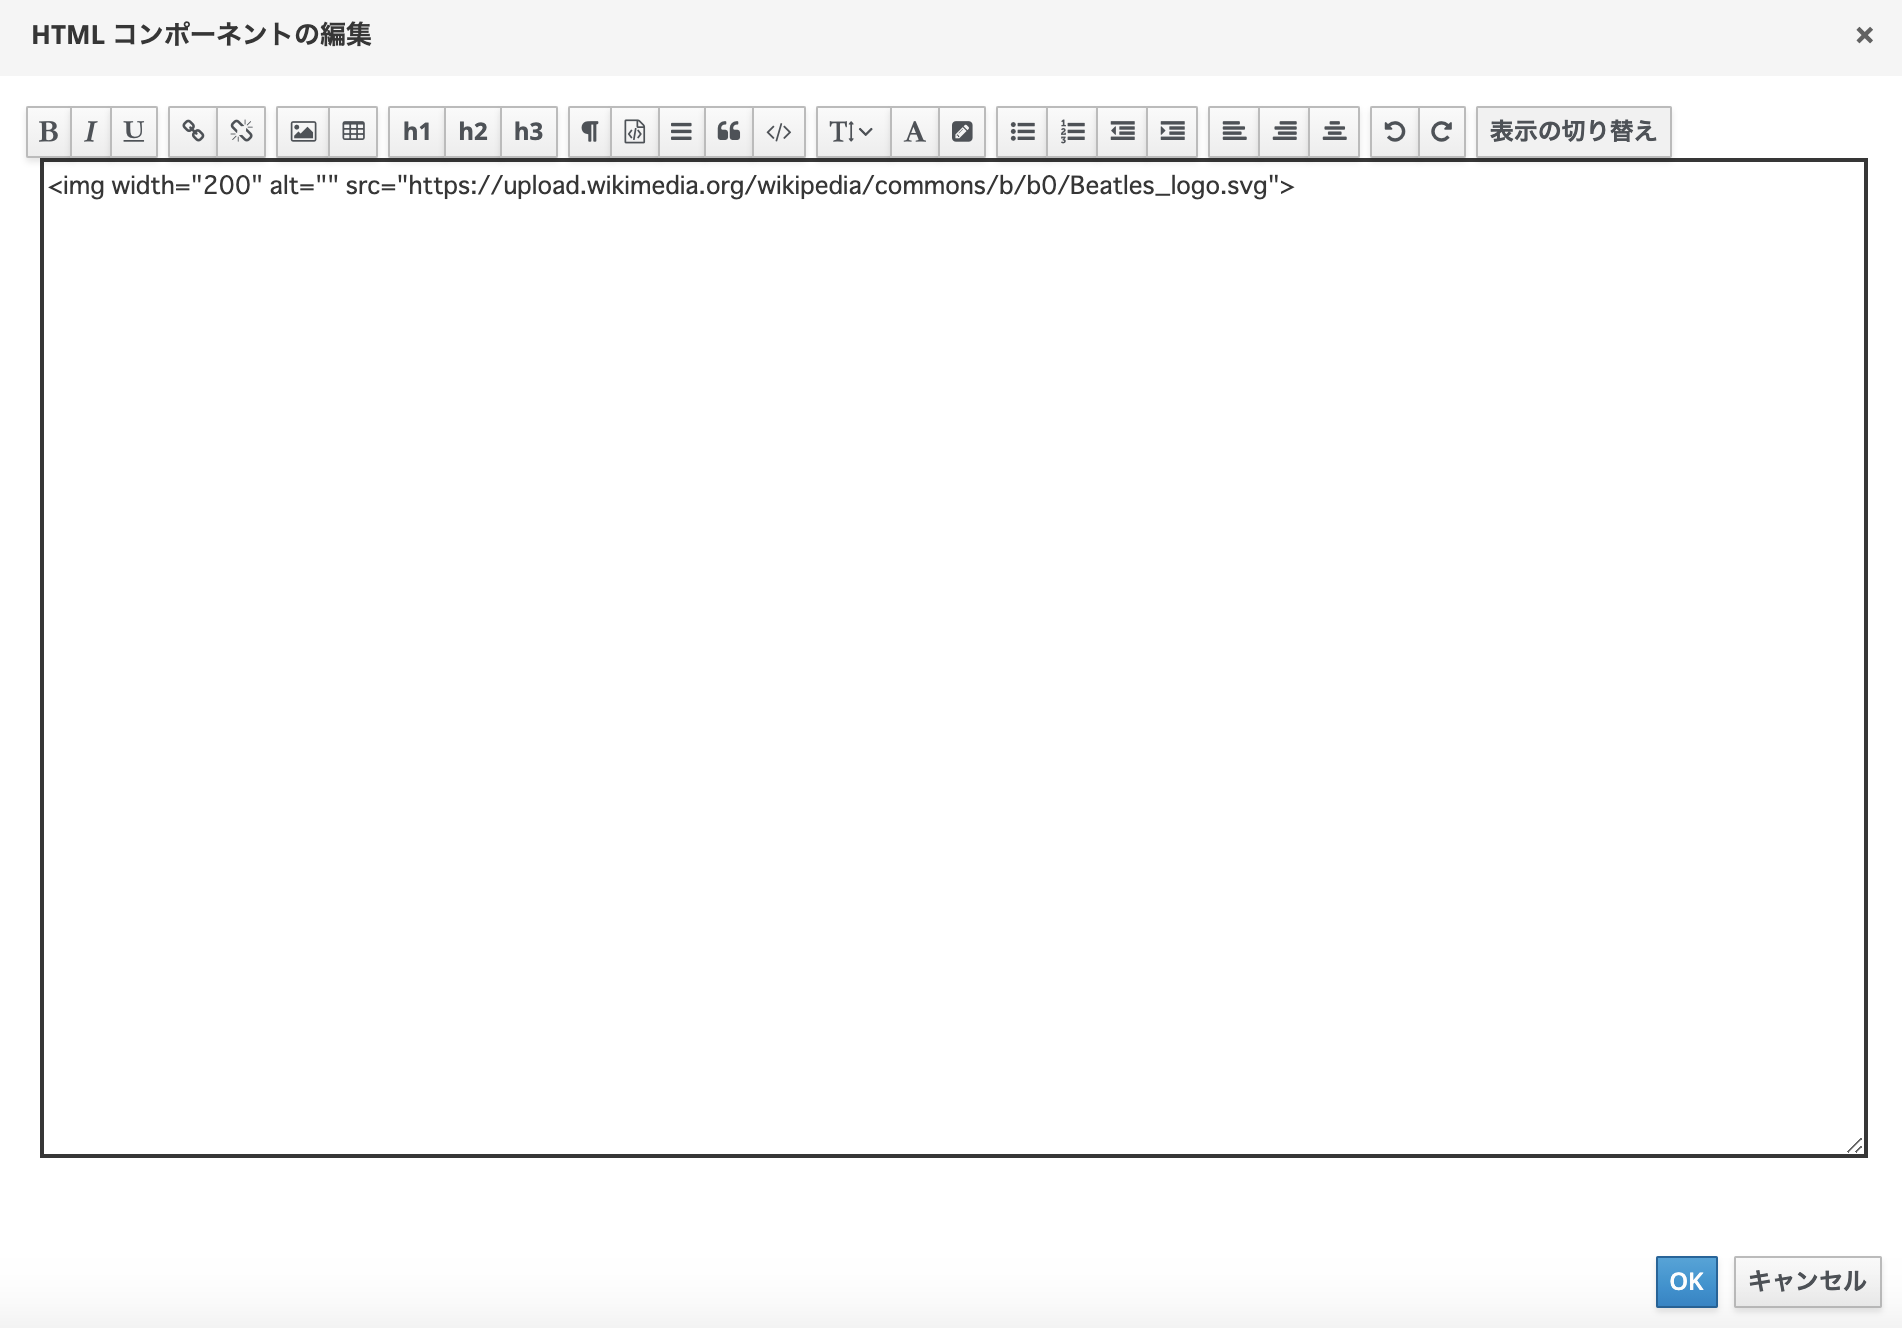 HTML コンポーネントの編集
B I U h1 h2 h3 T A 表示の切り替え
<img width="200" alt="" src="https://upload.wikimedia.org/wikipedia/commons/b/b0/Beatles_logo.svg">
OK キャンセル